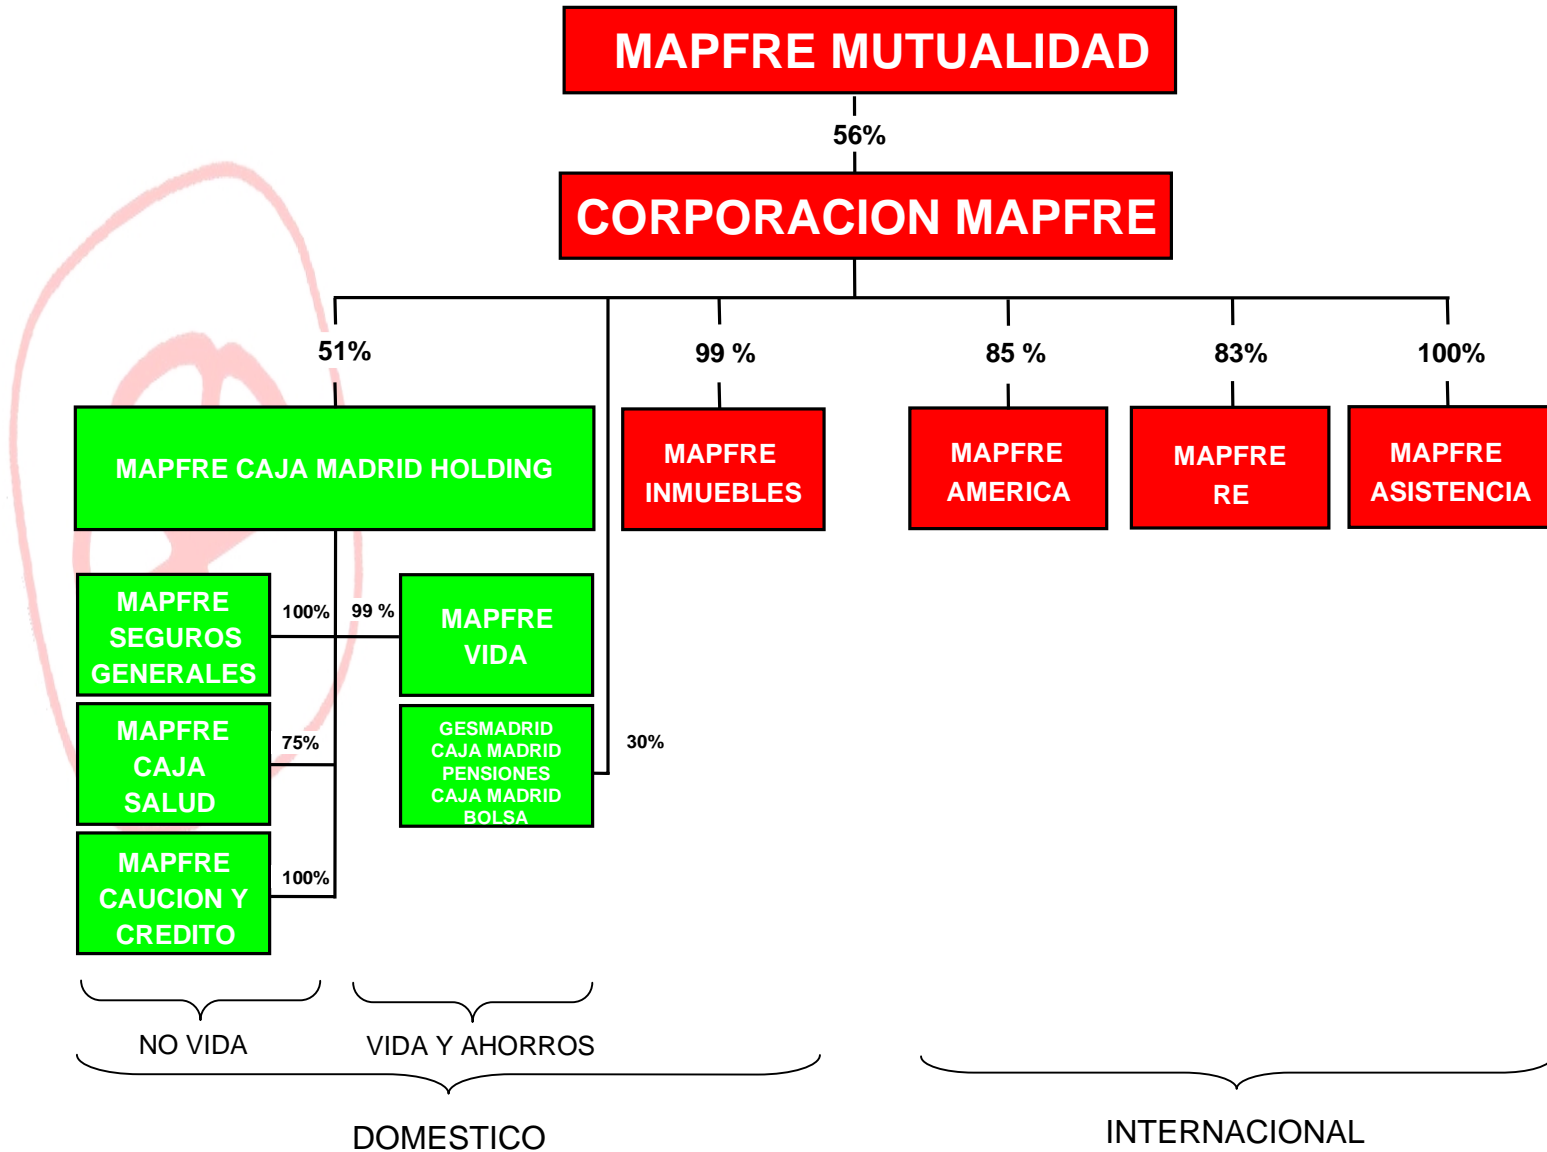 MAPFRE MUTUALIDAD
56%
CORPORACION MAPFRE
51%
99 %
85 %
83%
100%
MAPFRE CAJA MADRID HOLDING
MAPFRE
INMUEBLES
MAPFRE
AMERICA
MAPFRE
RE
MAPFRE
ASISTENCIA
MAPFRE
SEGUROS
GENERALES
100%
99 %
MAPFRE
VIDA
MAPFRE
CAJA
SALUD
75%
GESMADRID
CAJA MADRID
PENSIONES
CAJA MADRID
BOLSA
30%
MAPFRE
CAUCION Y
CREDITO
100%
NO VIDA
VIDA Y AHORROS
DOMESTICO
INTERNACIONAL